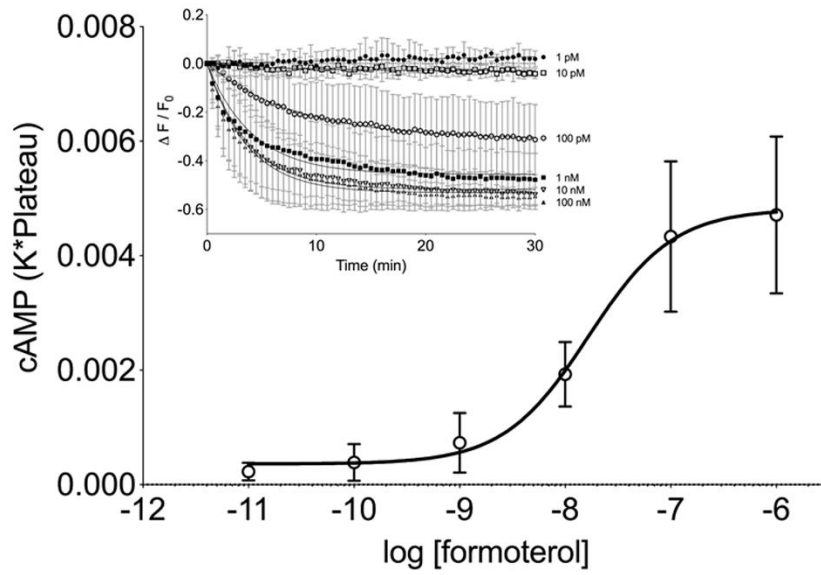 0.008
0.006
0.004
0.002
0.000
cAMP (K*Plateau)
-12
-11
-10
-9
-8
-7
-6
log [formoterol]
0.2
0.0
-0.2
-0.4
-0.6
Δ F / F0
0
10
20
30
Time (min)
1 pM
10 pM
100 pM
1 nM
10 nM
100 nM